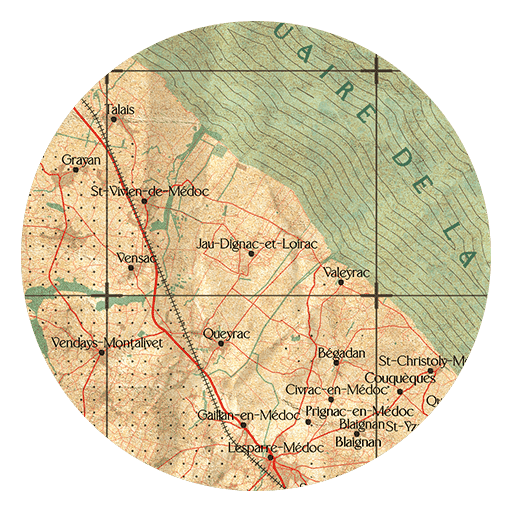 UAIRE DE LA
Talais
Grayan
St-Vivien-de-Médoc
Jau-Dignac-et-Loirac
Vensac
Valeyrac
Queyrac
Vendays-Montalivet
Bégadan
St-Christoly-M
Couquèques
Civrac-en-Médoc
Prignac-en-Médoc
Gaillan-en-Médoc
Blaignan
St-Yz
Blaignan
Lesparre-Médoc